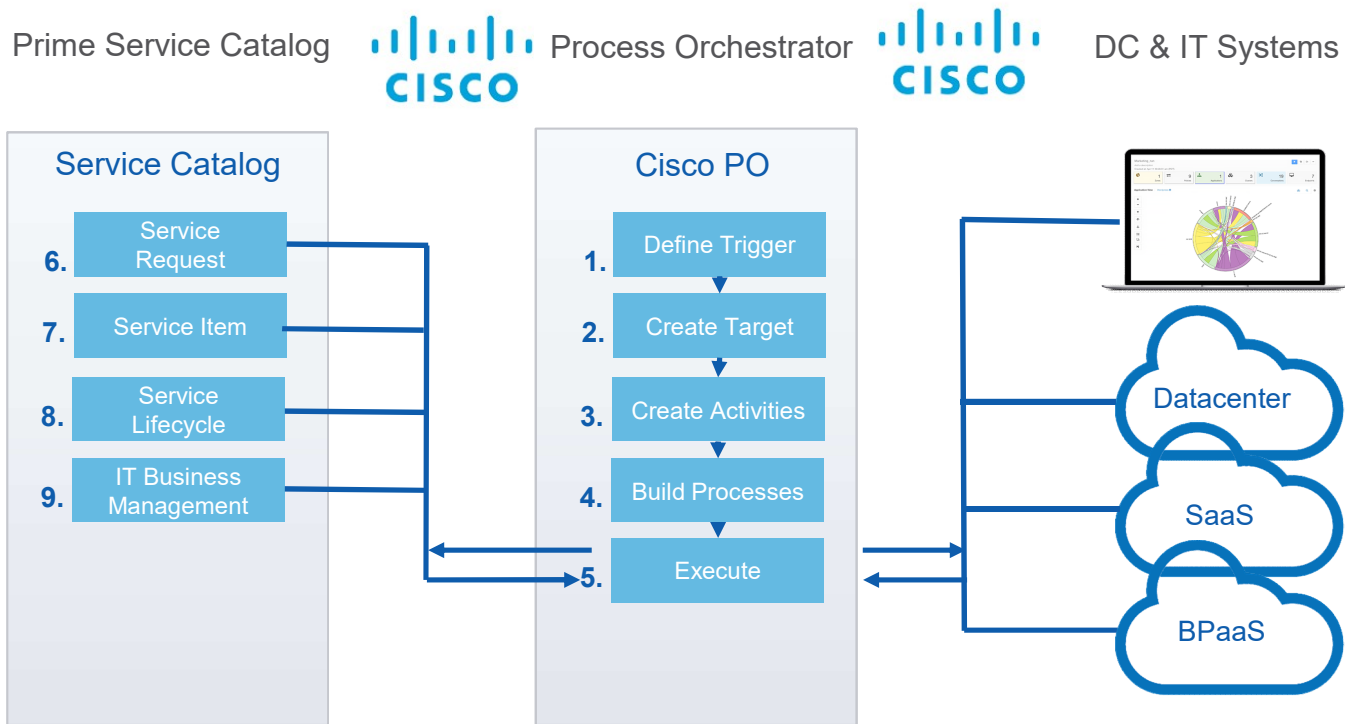 Prime Service Catalog
CISCO
Process Orchestrator
CISCO
DC & IT Systems
Service Catalog
6.
Service
Request
7.
Service Item
8.
Service
Lifecycle
9.
IT Business
Management
Cisco PO
1.
Define Trigger
2.
Create Target
3.
Create Activities
4.
Build Processes
5.
Execute
Datacenter
SaaS
BPaaS